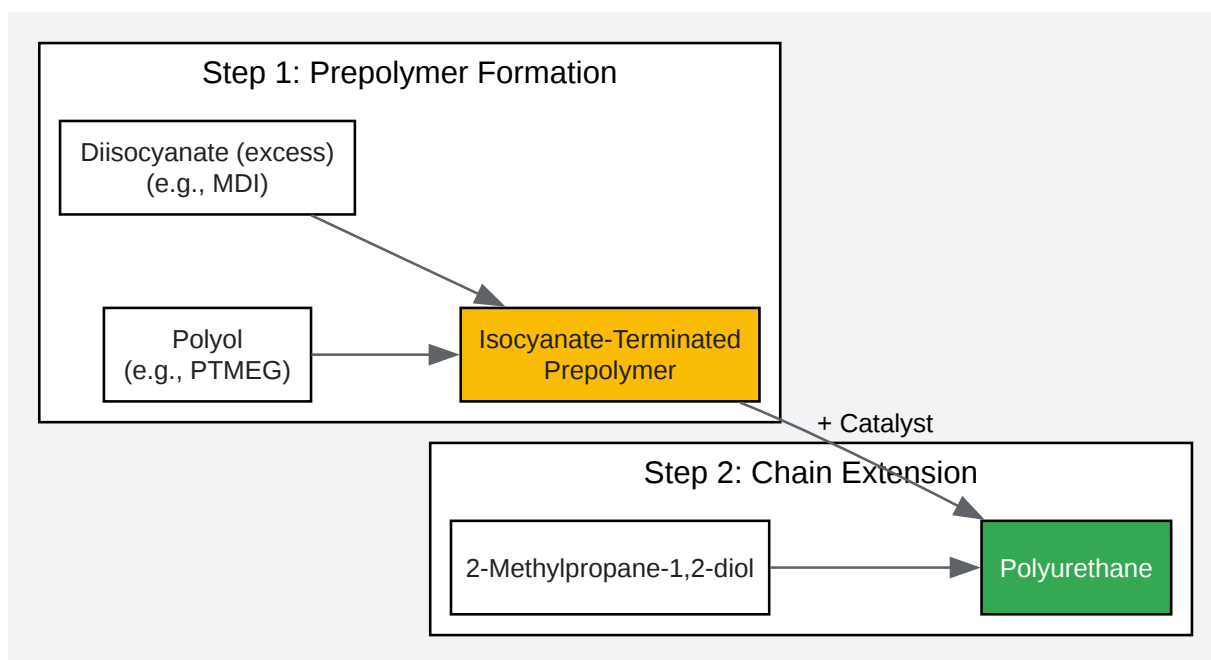 Step 1: Prepolymer Formation
Diisocyanate (excess)
(e.g., MDI)
Polyol
(e.g., PTMEG)
Isocyanate-Terminated
Prepolymer
+ Catalyst
Step 2: Chain Extension
2-Methylpropane-1,2-diol
Polyurethane